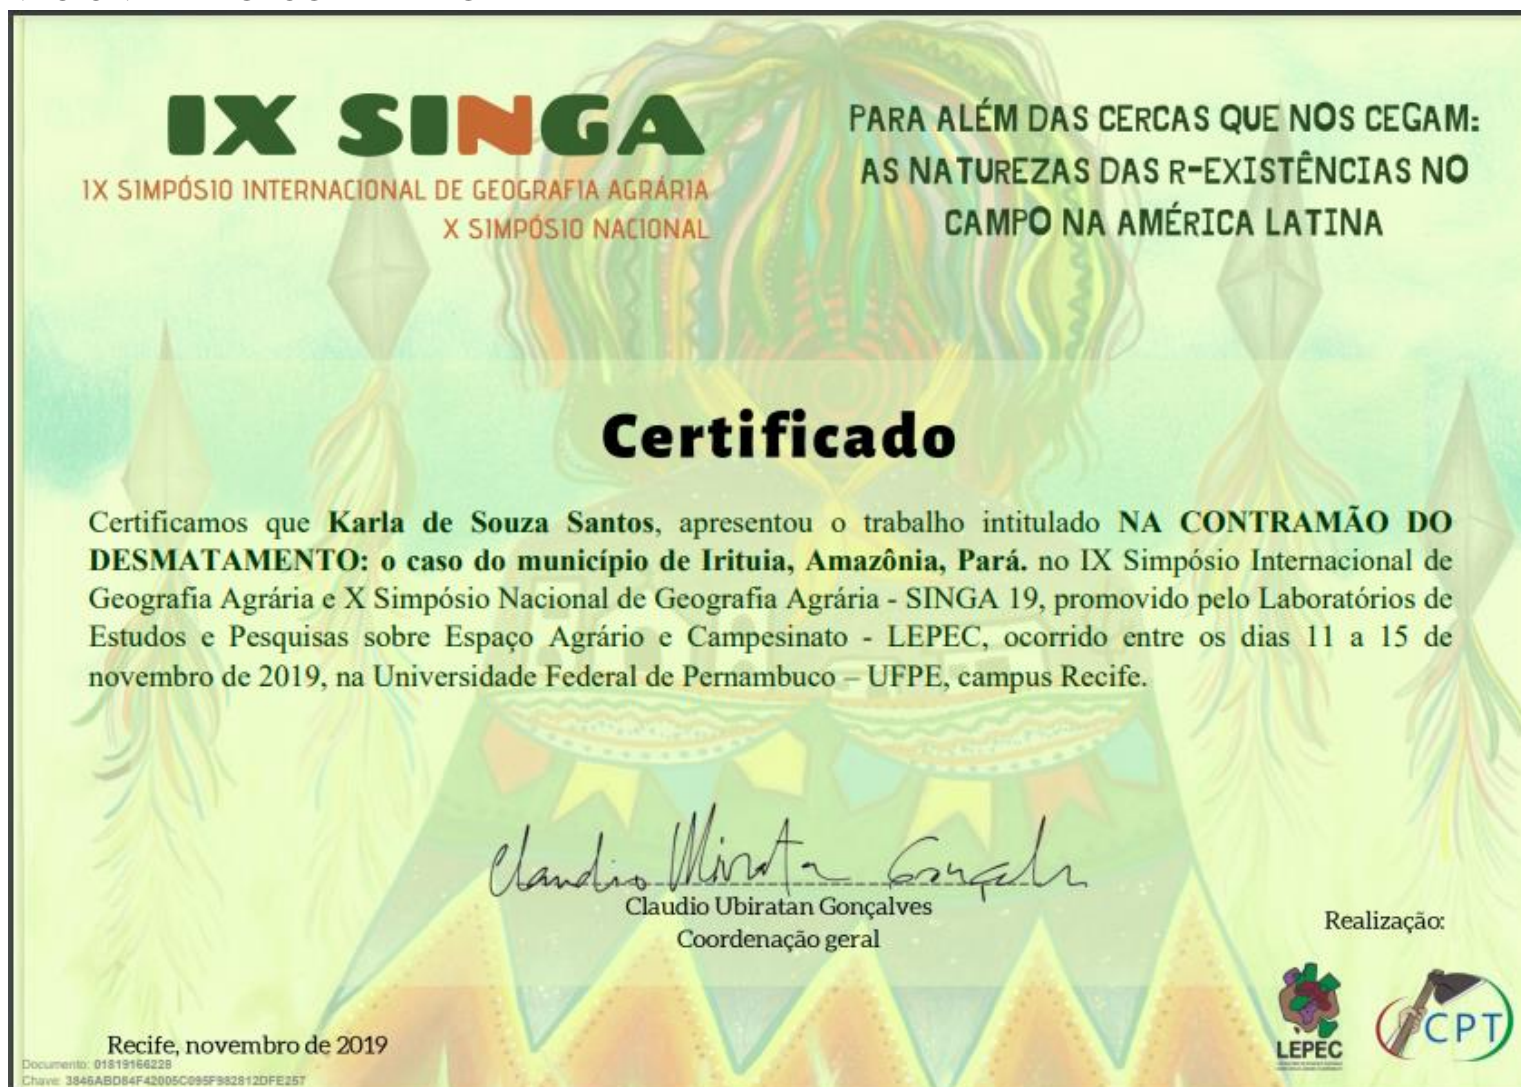 IX SINGA
IX SIMPÓSIO INTERNACIONAL DE GEOGRAFIA AGRÁRIA
X SIMPÓSIO NACIONAL
PARA ALÉM DAS CERCAS QUE NOS CEGAM:
AS NATUREZAS DAS R-EXISTÊNCIAS NO
CAMPO NA AMÉRICA LATINA
Certificado
Certificamos que Karla de Souza Santos, apresentou o trabalho intitulado NA CONTRAMÃO DO
DESMATAMENTO: o caso do município de Irituia, Amazônia, Pará. no IX Simpósio Internacional de
Geografia Agrária e X Simpósio Nacional de Geografia Agrária - SINGA 19, promovido pelo Laboratórios de
Estudos e Pesquisas sobre Espaço Agrário e Campesinato - LEPEC, ocorrido entre os dias 11 a 15 de
novembro de 2019, na Universidade Federal de Pernambuco – UFPE, campus Recife.
Claudio Ubiratan Gonçalves
Coordenação geral
Realização:
LEPEC
CPT
Recife, novembro de 2019
Documento: 01819166228
Chave: 3846ABD84F42005C095F982812DFE257